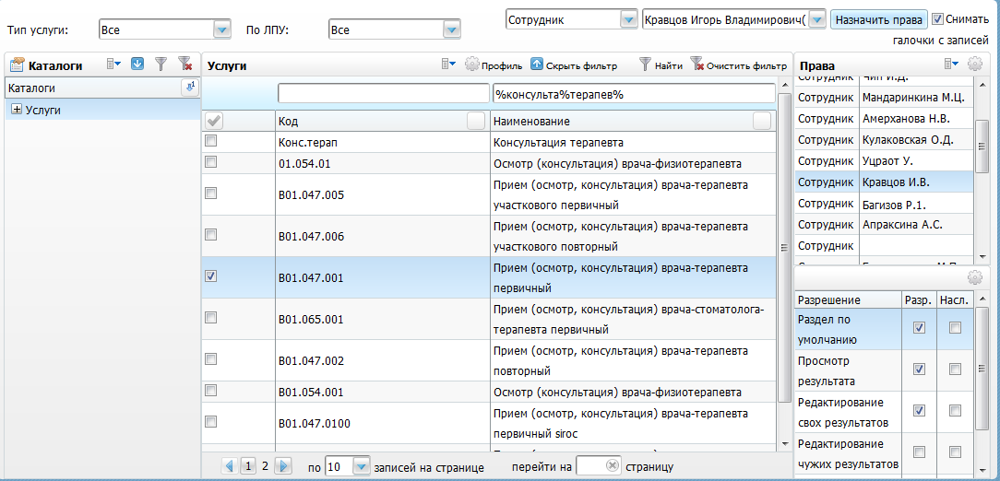 Тип услуги: Все По ЛПУ: Все Сотрудник Кравцов Игорь Владимирович( Назначить права Снимать
галочки с записей
Каталоги
Каталоги
Услуги
Услуги Профиль Скрыть фильтр Найти Очистить фильтр
%консульта%терапев%
Код Наименование
Конс.терап Консультация терапевта
01.054.01 Осмотр (консультация) врача-физиотерапевта
B01.047.005 Прием (осмотр, консультация) врача-терапевта
участкового первичный
B01.047.006 Прием (осмотр, консультация) врача-терапевта
участкового повторный
B01.047.001 Прием (осмотр, консультация) врача-терапевта
первичный
B01.065.001 Прием (осмотр, консультация) врача-стоматолога-
терапевта первичный
B01.047.002 Прием (осмотр, консультация) врача-терапевта
повторный
B01.054.001 Осмотр (консультация) врача-физиотерапевта
B01.047.0100 Прием (осмотр, консультация) врача-терапевта
первичный siroc
1 2 по 10 записей на странице перейти на страницу
Права
Сотрудник
Сотрудник Мандаринкина М.Ц.
Сотрудник Амерханова Н.В.
Сотрудник Кулаковская О.Д.
Сотрудник Уцраот У.
Сотрудник Кравцов И.В.
Сотрудник Багизов Р.1.
Сотрудник Апраксина А.С.
Сотрудник
Разрешение Разр. Насл.
Раздел по
умолчанию
Просмотр
результата
Редактирование
свох результатов
Редактирование
чужих результатов